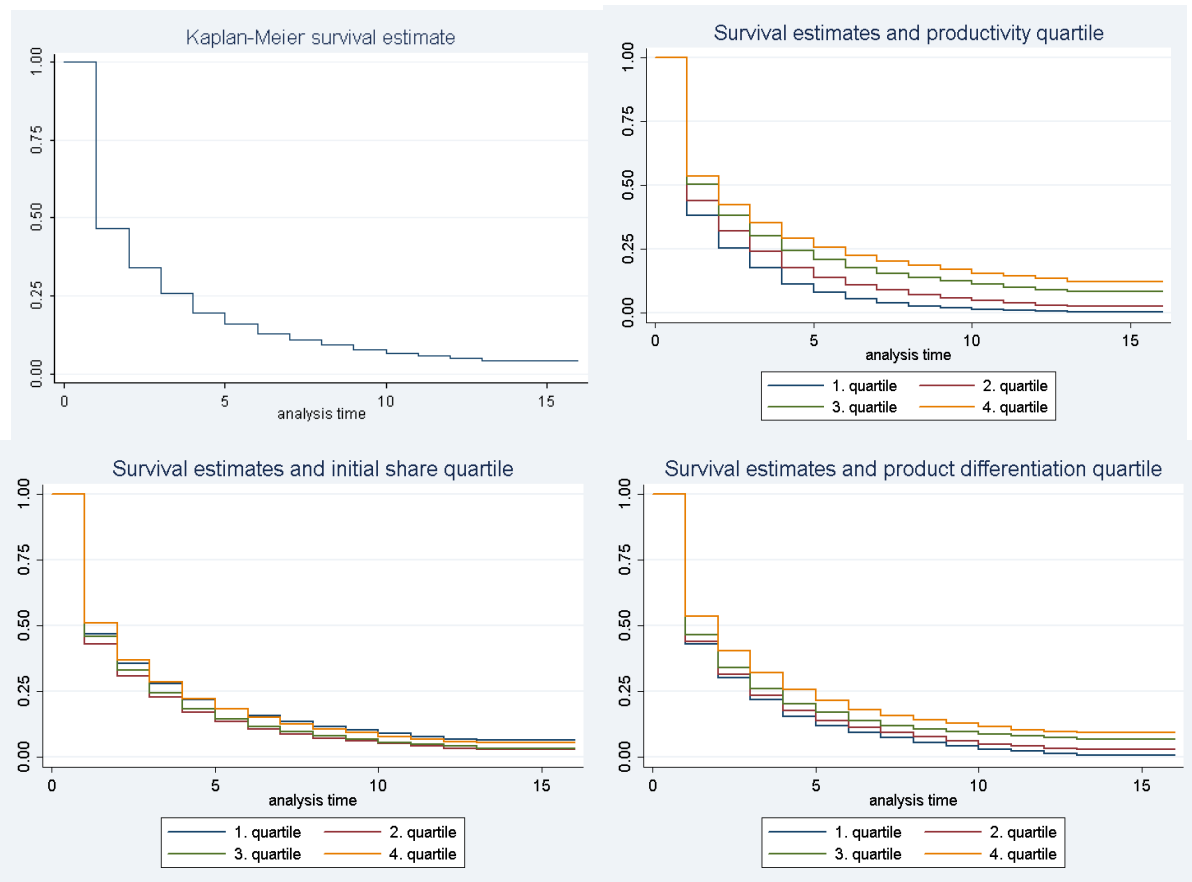 Kaplan-Meier survival estimate
1.00
0.75
0.50
0.25
0.00
0 5 10 15
analysis time
Survival estimates and productivity quartile
1.00
0.75
0.50
0.25
0.00
0 5 10 15
analysis time
1. quartile 2. quartile
3. quartile 4. quartile
Survival estimates and initial share quartile
1.00
0.75
0.50
0.25
0.00
0 5 10 15
analysis time
1. quartile 2. quartile
3. quartile 4. quartile
Survival estimates and product differentiation quartile
1.00
0.75
0.50
0.25
0.00
0 5 10 15
analysis time
1. quartile 2. quartile
3. quartile 4. quartile